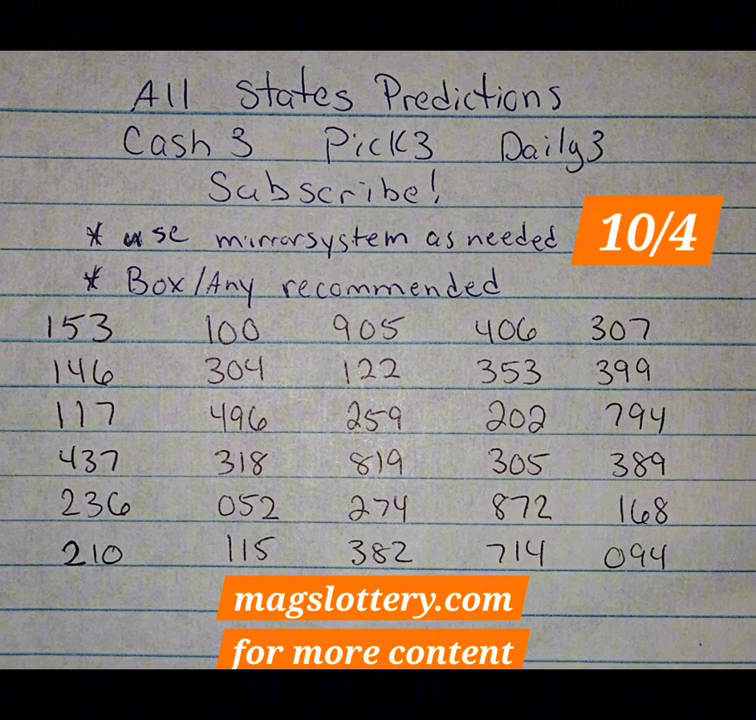 All States Predictions
Cash 3 Pick3 Daily3
Subscribe!
* use mirrorsystem as needed
10/4
* Box/Any recommended
153 100 905 406 307
146 304 122 353 399
117 496 259 202 794
437 318 819 305 389
236 052 274 872 168
210 115 382 714 094
magslottery.com
for more content